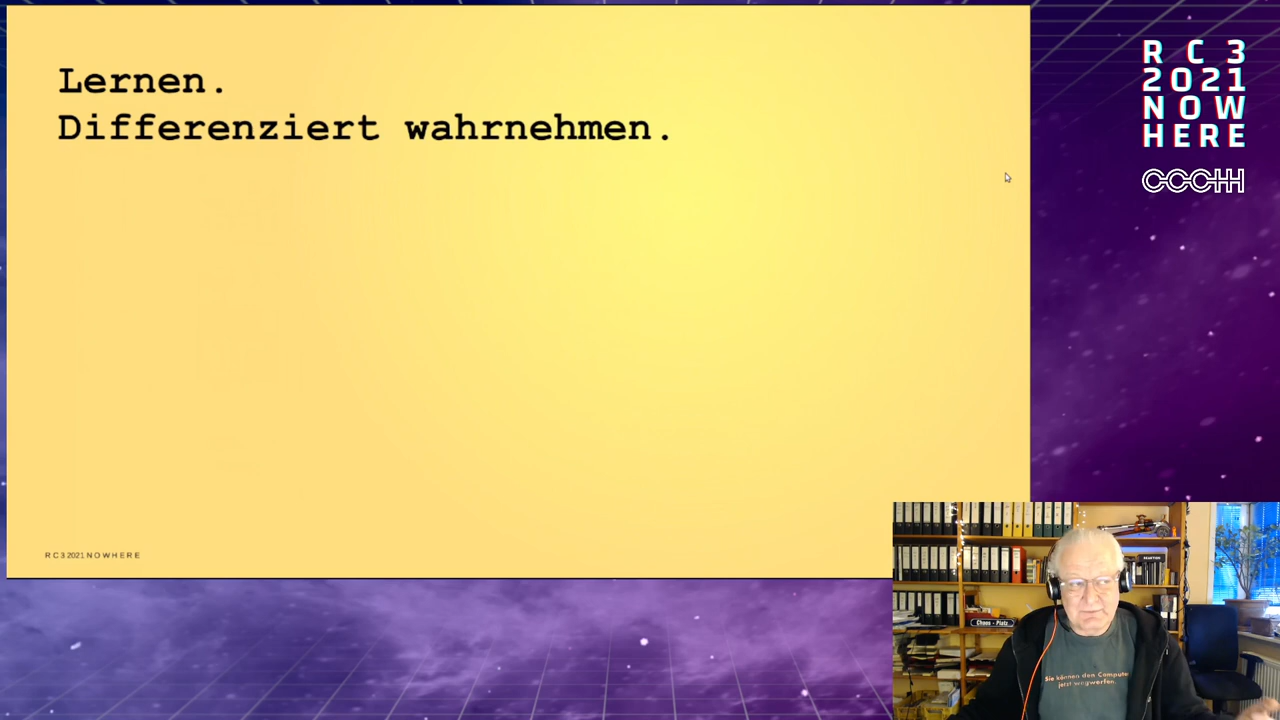 Lernen.
Differenziert wahrnehmen.
RC3 2021 NOWHERE
RC3
2021
NOW
HERE
CCCHH
Chaos - Platz
Sie können den Computer
jetzt wegwerfen.